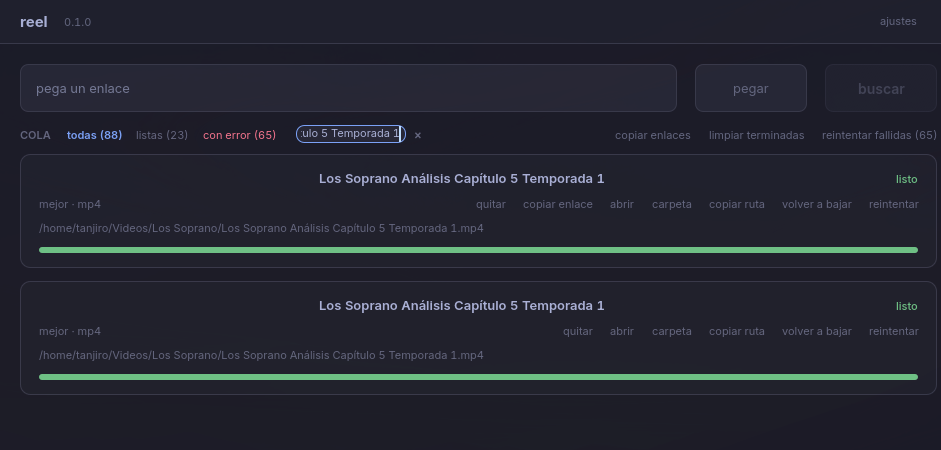 reel 0.1.0 ajustes
pega un enlace pegar buscar
COLA todas (88) listas (23) con error (65) tulo 5 Temporada 1 × copiar enlaces limpiar terminadas reintentar fallidas (65)
Los Soprano Análisis Capítulo 5 Temporada 1 listo
mejor · mp4 quitar copiar enlace abrir carpeta copiar ruta volver a bajar reintentar
/home/tanjiro/Videos/Los Soprano/Los Soprano Análisis Capítulo 5 Temporada 1.mp4
Los Soprano Análisis Capítulo 5 Temporada 1 listo
mejor · mp4 quitar abrir carpeta copiar ruta volver a bajar reintentar
/home/tanjiro/Videos/Los Soprano/Los Soprano Análisis Capítulo 5 Temporada 1.mp4